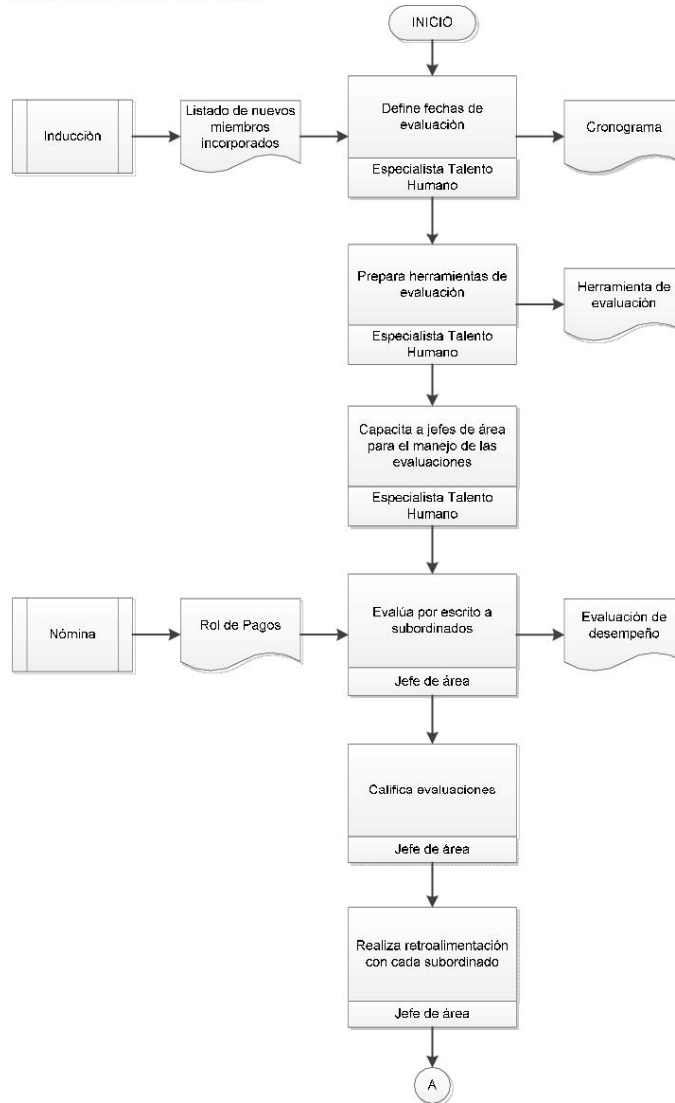 INICIO
Inducción
Listado de nuevos
miembros
incorporados
Define fechas de
evaluación
Especialista Talento
Humano
Cronograma
Prepara herramientas de
evaluación
Especialista Talento
Humano
Herramienta de
evaluación
Capacita a jefes de área
para el manejo de las
evaluaciones
Especialista Talento
Humano
Nómina
Rol de Pagos
Evalúa por escrito a
subordinados
Jefe de área
Evaluación de
desempeño
Califica evaluaciones
Jefe de área
Realiza retroalimentación
con cada subordinado
Jefe de área
A